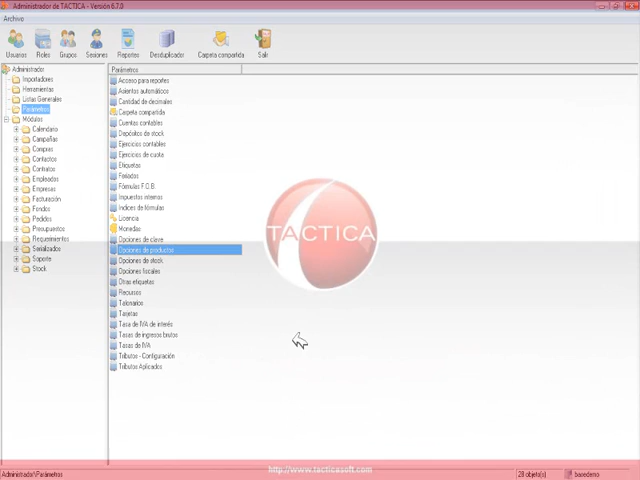 Administrador de TACTICA - Versión 6.7.0
Archivo
Usuarios Roles Grupos Sesiones Reportes Desduplicador Carpeta compartida Salir
Administrador
Importadores
Herramientas
Listas Generales
Parámetros
Módulos
Calendario
Campañas
Compras
Contactos
Contratos
Empleados
Empresas
Facturación
Fondos
Pedidos
Presupuestos
Requerimientos
Serializados
Soporte
Stock
Parámetros
Acceso para reportes
Asientos automáticos
Cantidad de decimales
Carpeta compartida
Cuentas contables
Depósito de stock
Ejercicios contables
Ejercicios de cuota
Etiquetas
Feriados
Fórmulas F.O.B.
Impuestos internos
Indices de fórmulas
Licencia
Monedas
Opciones de clave
Opciones de productos
Opciones de stock
Opciones fiscales
Otras etiquetas
Recursos
Talonarios
Tarjetas
Tasa de IVA de interés
Tasas de ingresos brutos
Tasas de IVA
Tributos - Configuración
Tributos Aplicados
TACTICA
Administrador\Parámetros
http://www.tacticasoft.com
28 objeto(s)
basedemo